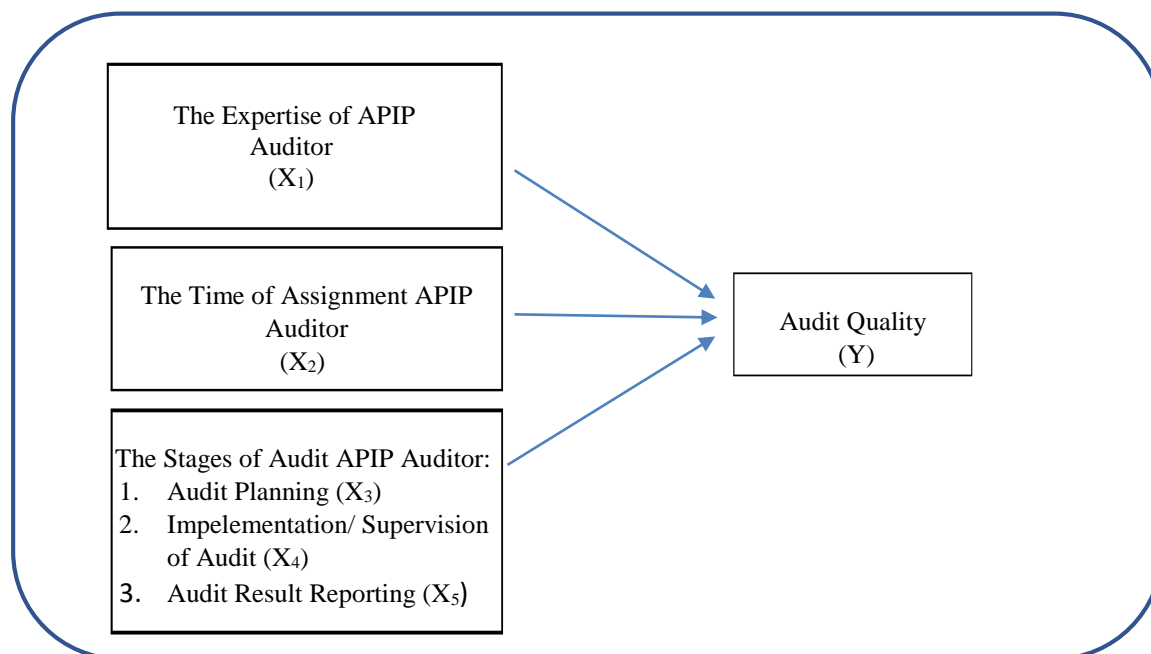 The Expertise of APIP
Auditor
(X₁)
The Time of Assignment APIP
Auditor
(X₂)
The Stages of Audit APIP Auditor:
1. Audit Planning (X₃)
2. Impelementation/ Supervision
of Audit (X₄)
3. Audit Result Reporting (X₅)
Audit Quality
(Y)